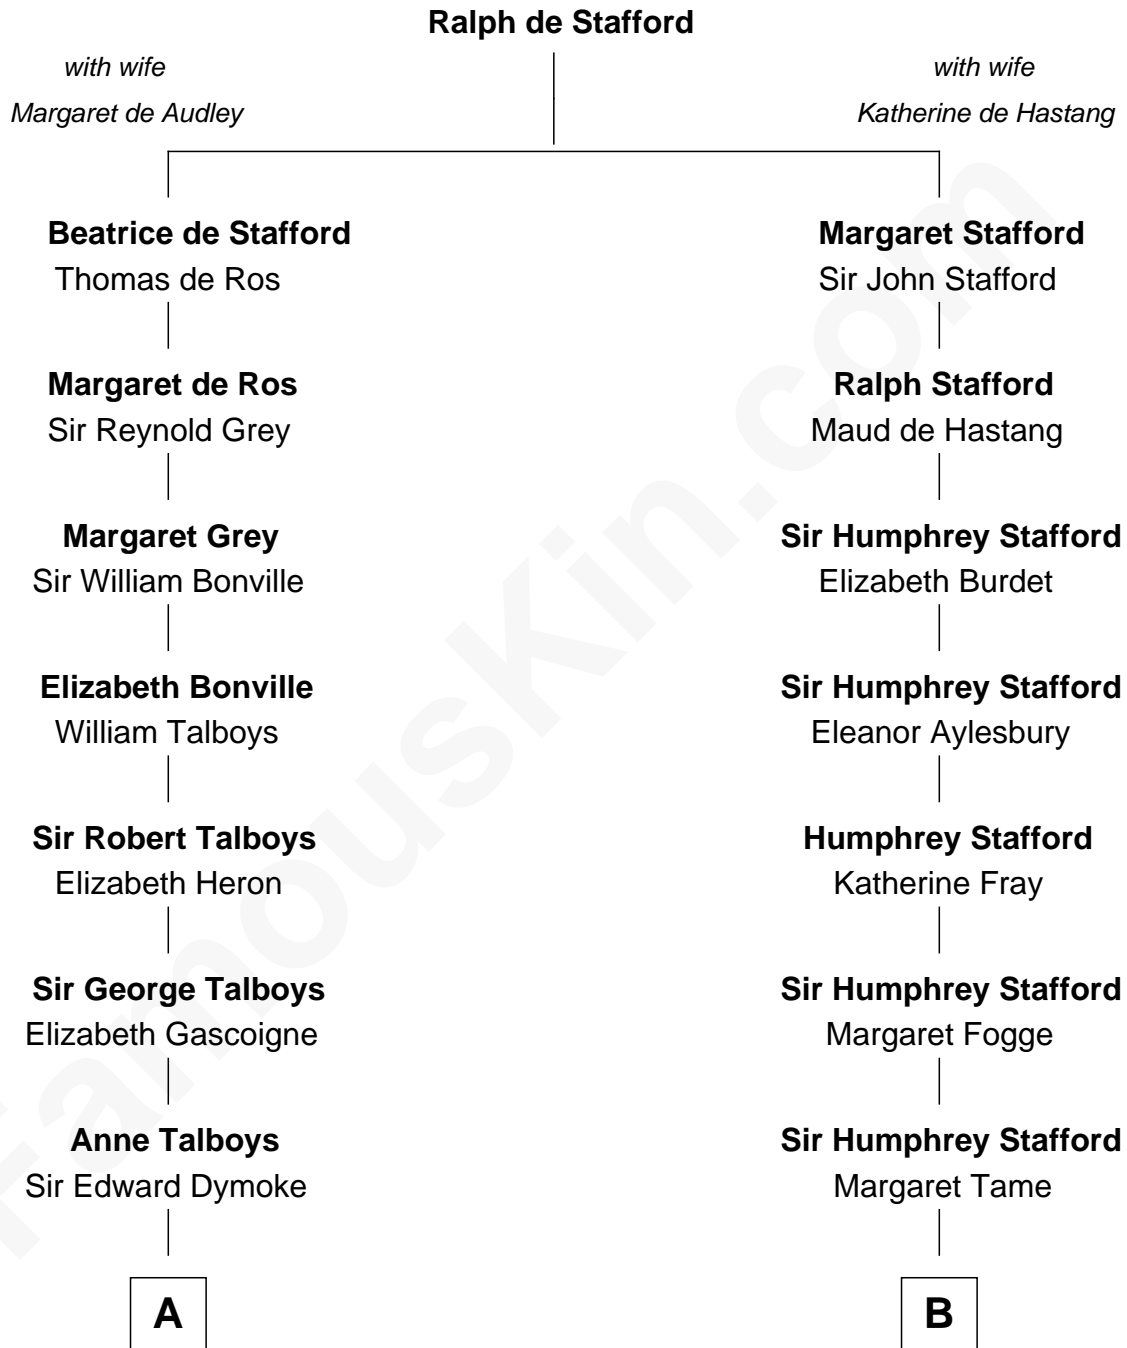 Ralph de Stafford
with wife
Margaret de Audley
with wife
Katherine de Hastang
Beatrice de Stafford
Thomas de Ros
Margaret de Ros
Sir Reynold Grey
Margaret Grey
Sir William Bonville
Elizabeth Bonville
William Talboys
Sir Robert Talboys
Elizabeth Heron
Sir George Talboys
Elizabeth Gascoigne
Anne Talboys
Sir Edward Dymoke
A
Margaret Stafford
Sir John Stafford
Ralph Stafford
Maud de Hastang
Sir Humphrey Stafford
Elizabeth Burdet
Sir Humphrey Stafford
Eleanor Aylesbury
Humphrey Stafford
Katherine Fray
Sir Humphrey Stafford
Margaret Fogge
Sir Humphrey Stafford
Margaret Tame
B
FamousKin.com